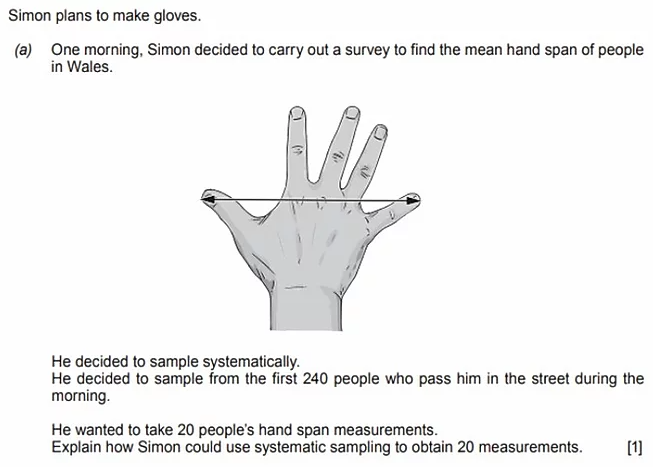 Simon plans to make gloves.
(a) One morning, Simon decided to carry out a survey to find the mean hand span of people
in Wales.
He decided to sample systematically.
He decided to sample from the first 240 people who pass him in the street during the
morning.
He wanted to take 20 people's hand span measurements.
Explain how Simon could use systematic sampling to obtain 20 measurements. [1]